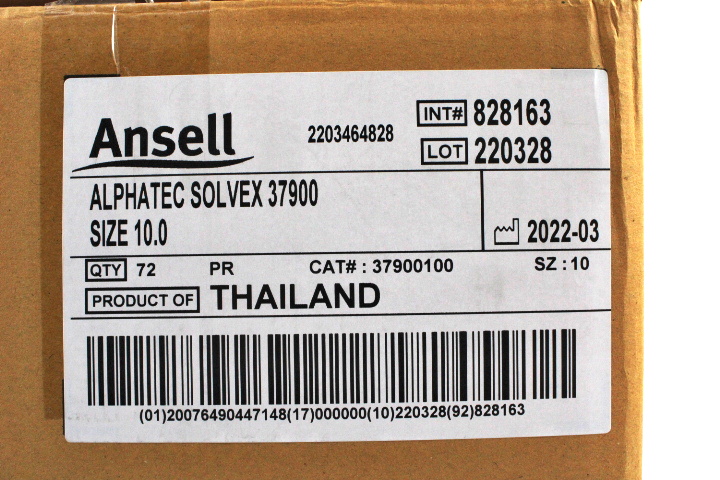 Ansell
2203464828
INT# 828163
LOT 220328
ALPHATEC SOLVEX 37900
SIZE 10.0
2022-03
QTY 72 PR CAT# : 37900100 SZ : 10
PRODUCT OF THAILAND
(01)20076490447148(17)000000(10)220328(92)828163